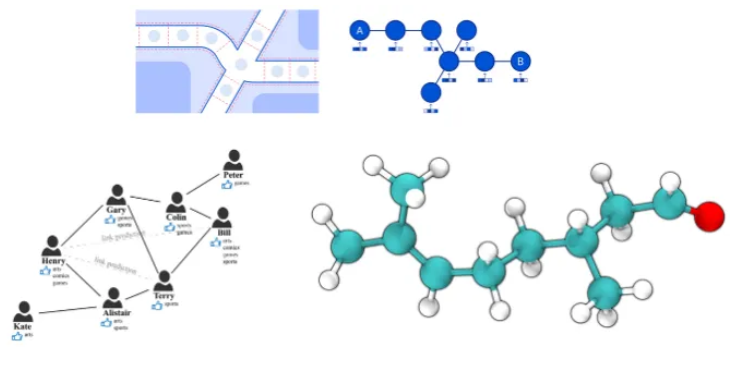 A
B
Peter
games
Gary
games
sports
Colin
sports
games
Bill
arts
comics
games
sports
link prediction
Henry
arts
comics
games
link prediction
Terry
sports
Alistair
arts
sports
Kate
arts